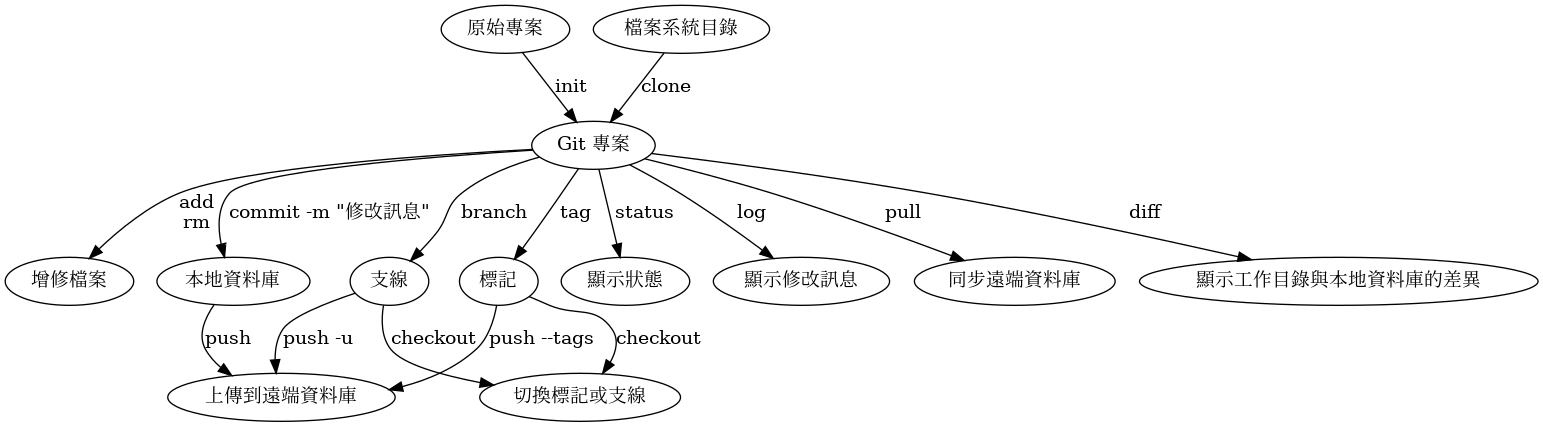 原始專案
檔案系統目錄
init
clone
Git 專案
add
rm
commit -m "修改訊息"
branch
tag
status
log
pull
diff
增修檔案
本地資料庫
支線
標記
顯示狀態
顯示修改訊息
同步遠端資料庫
顯示工作目錄與本地資料庫的差異
push
push -u
checkout
push --tags
checkout
上傳到遠端資料庫
切換標記或支線